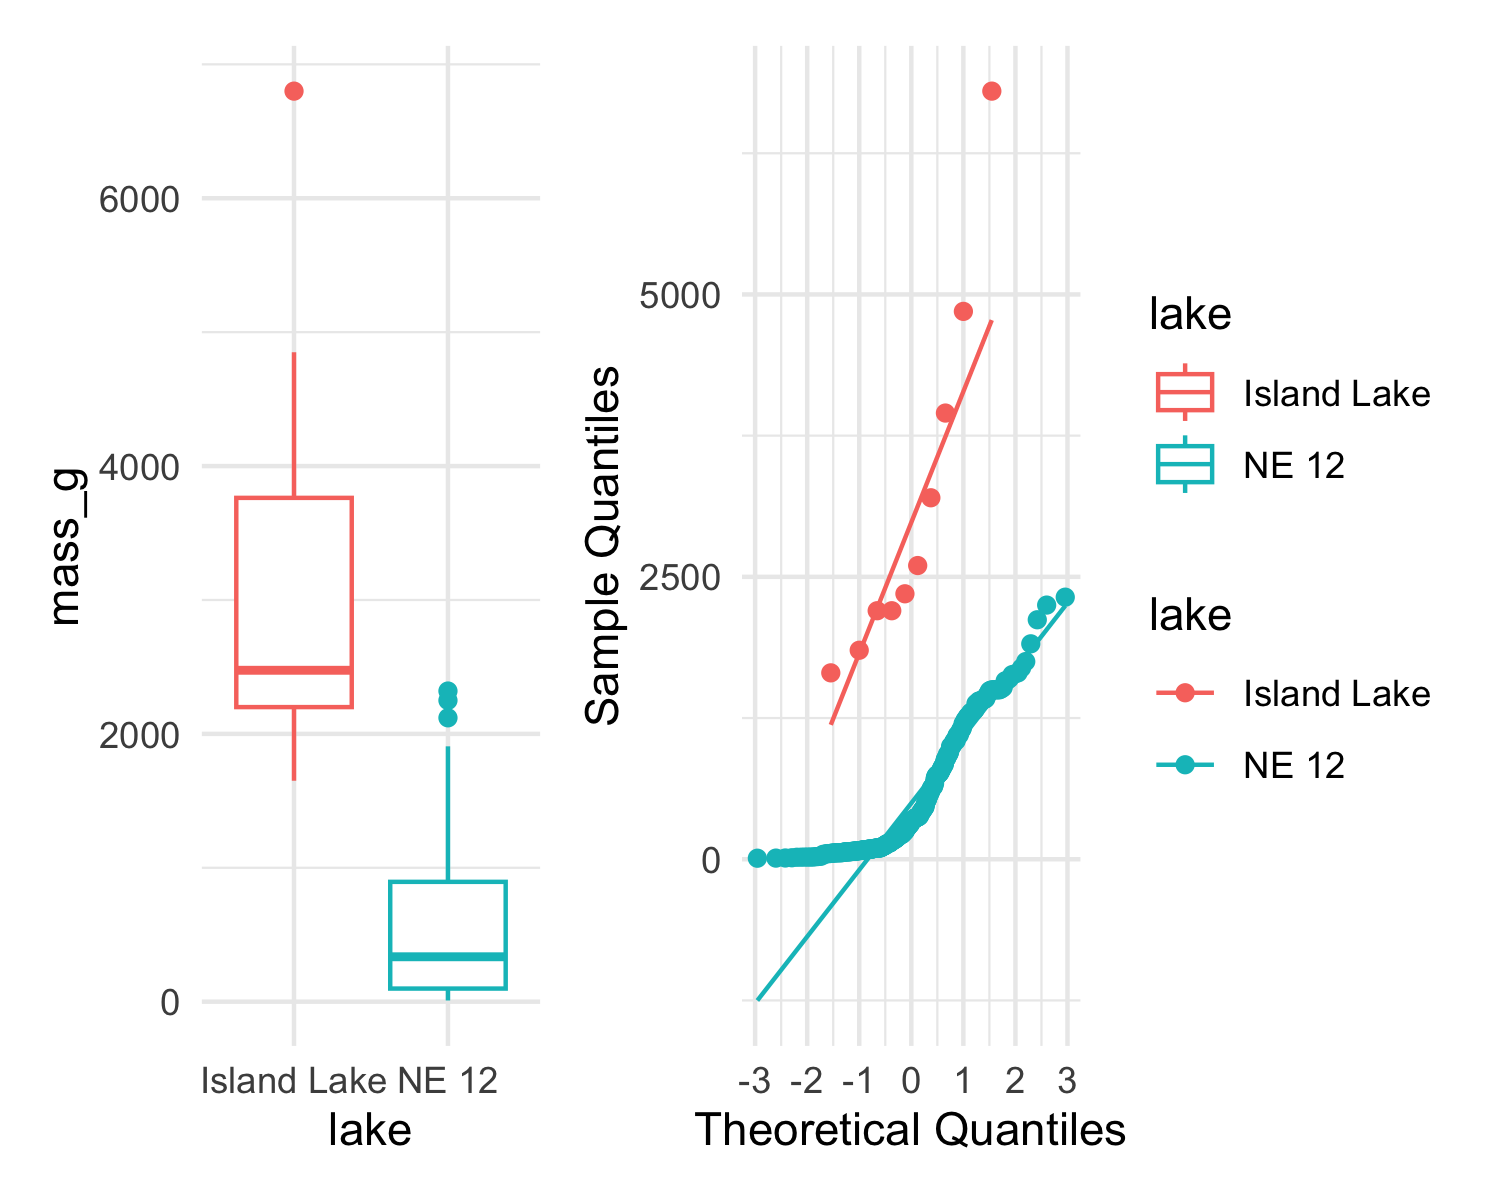 mass_g
6000
4000
2000
0
Island Lake NE 12
lake
Sample Quantiles
5000
2500
0
-3 -2 -1 0 1 2 3
Theoretical Quantiles
lake
Island Lake
NE 12
lake
Island Lake
NE 12